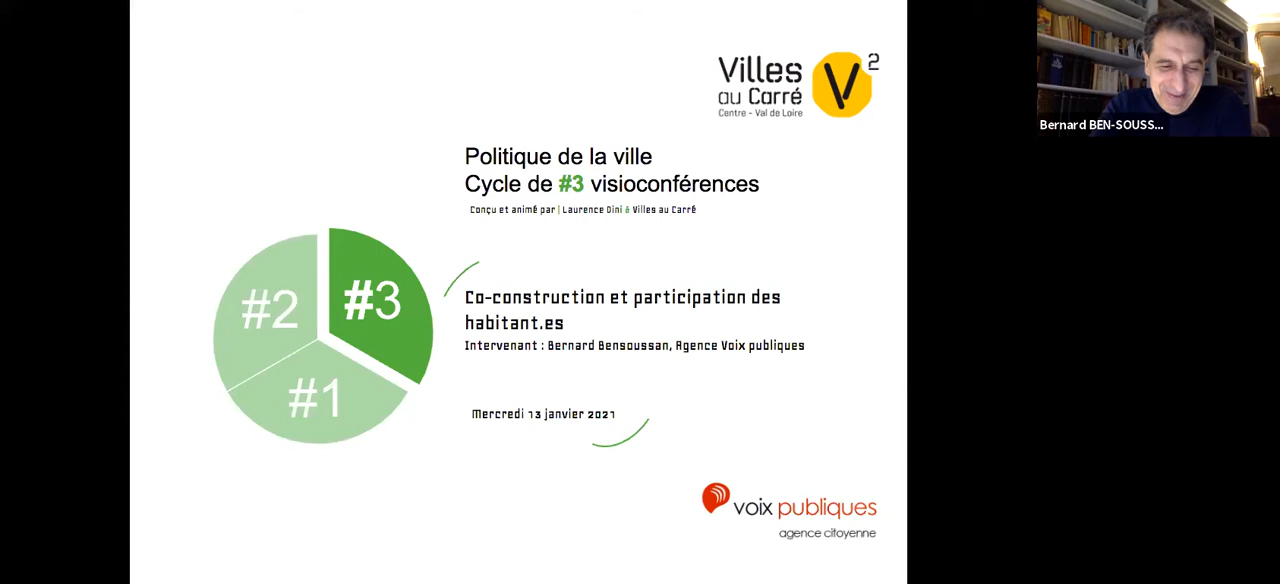 Villes
au Carré
Centre - Val de Loire
V
2
Politique de la ville
Cycle de #3 visioconférences
Conçu et animé par | Laurence Dini & Villes au Carré
#2
#3
#1
Co-construction et participation des
habitant.es
Intervenant : Bernard Bensoussan, Agence Voix publiques
Mercredi 13 janvier 2021
voix publiques
agence citoyenne
Bernard BEN-SOUSS...